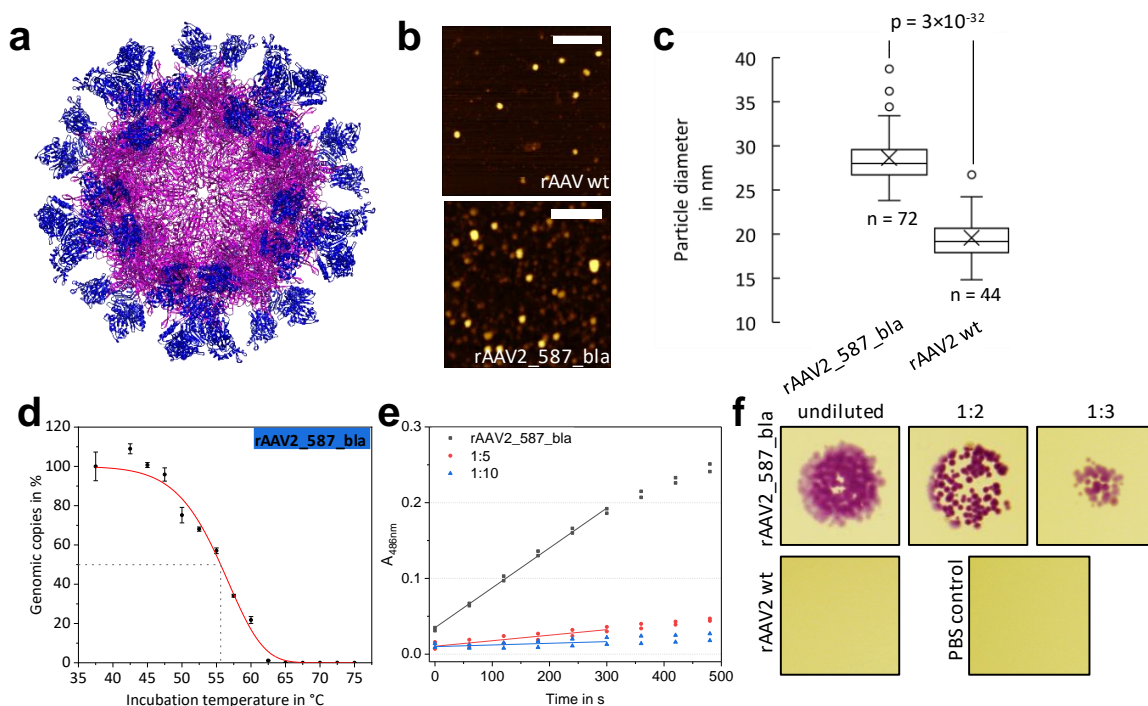 a
b
rAAV wt
rAAV2_587_bla
c
p = 3×10-32
40
35
30
25
20
15
10
Particle diameter
in nm
n = 72
n = 44
rAAV2_587_bla
rAAV2 wt
d
rAAV2_587_bla
120
100
80
60
40
20
0
Genomic copies in %
35 40 45 50 55 60 65 70 75
Incubation temperature in °C
e
rAAV2_587_bla
1:5
1:10
0.3
0.2
0.1
0.0
A486nm
0 100 200 300 400 500
Time in s
f
undiluted 1:2 1:3
rAAV2_587_bla
rAAV2 wt
PBS control